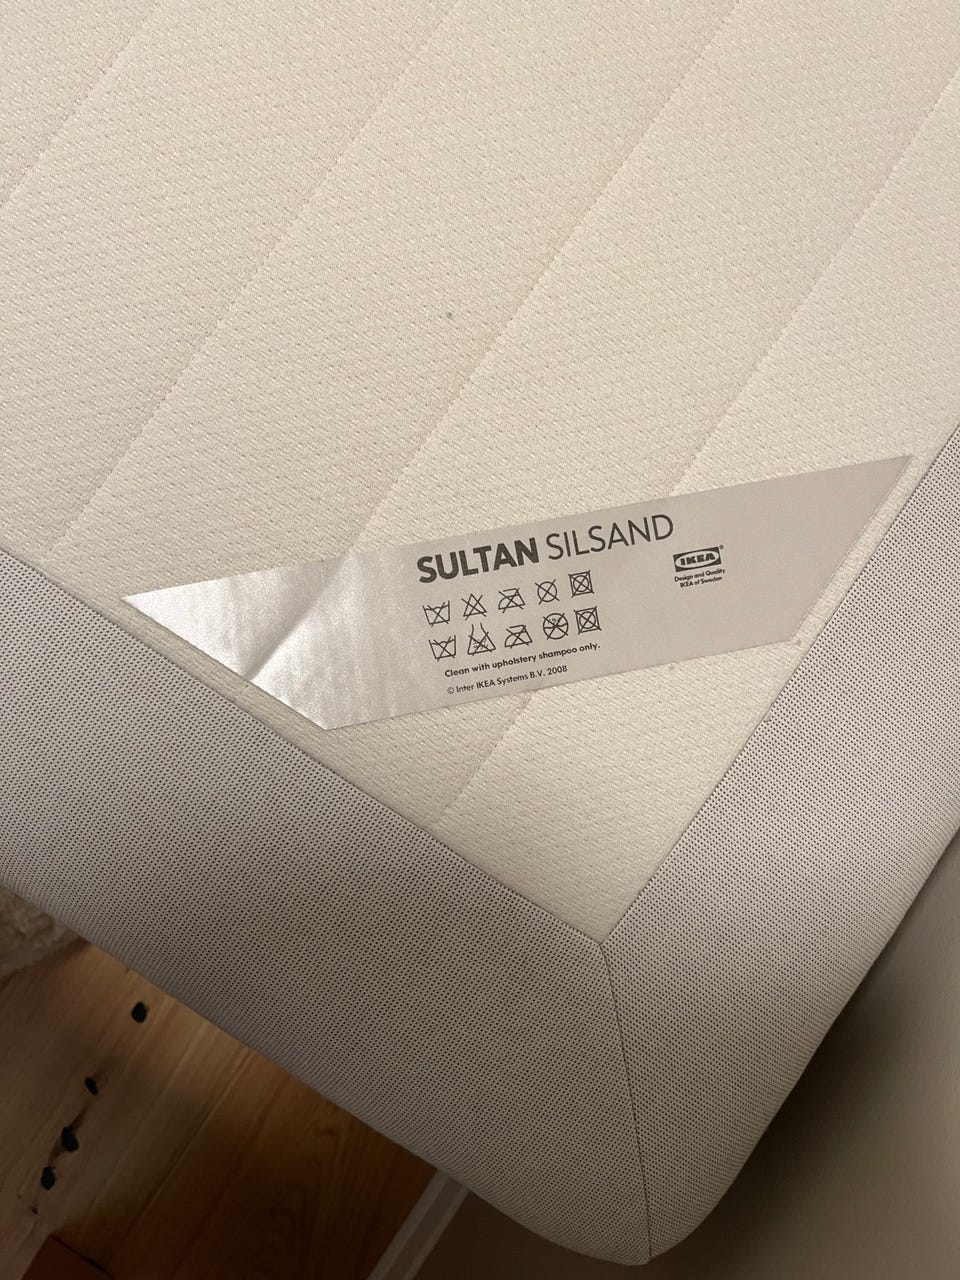 SULTAN SILSAND
IKEA®
Design and Quality
IKEA of Sweden
Clean with upholstery shampoo only.
© Inter IKEA Systems B.V. 2008